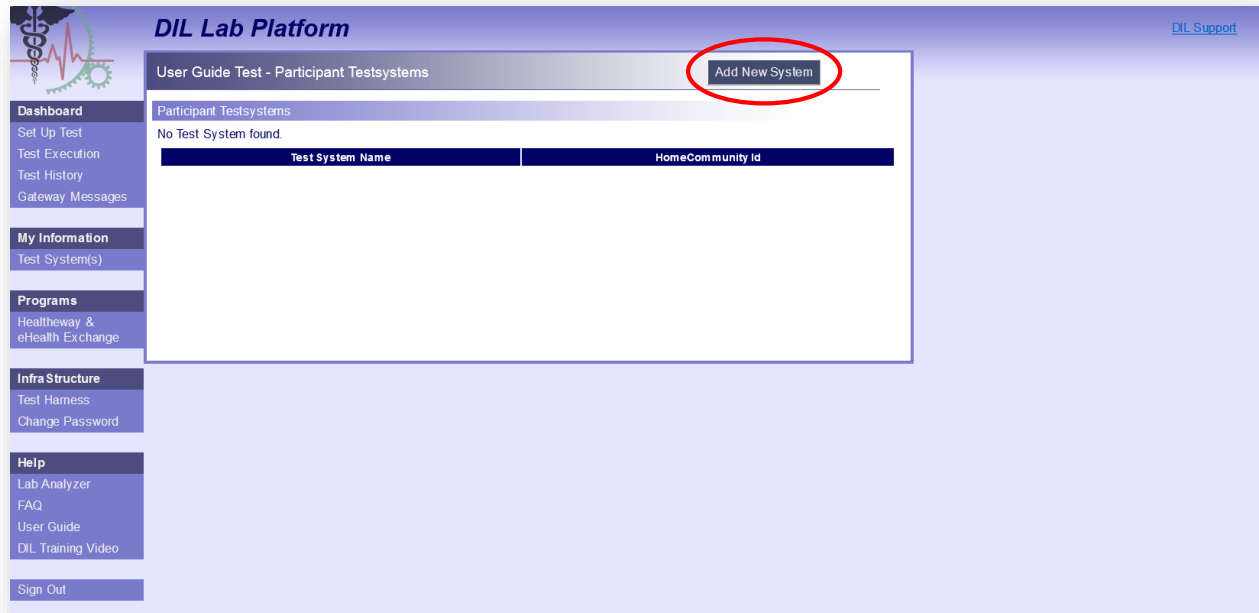 DIL Lab Platform
DIL Support
User Guide Test - Participant Testsystems
Add New System
Participant Testsystems
No Test System found.
Test System Name
HomeCommunity Id
Dashboard
Set Up Test
Test Execution
Test History
Gateway Messages
My Information
Test System(s)
Programs
Healtheway &
eHealth Exchange
InfraStructure
Test Harness
Change Password
Help
Lab Analyzer
FAQ
User Guide
DIL Training Video
Sign Out